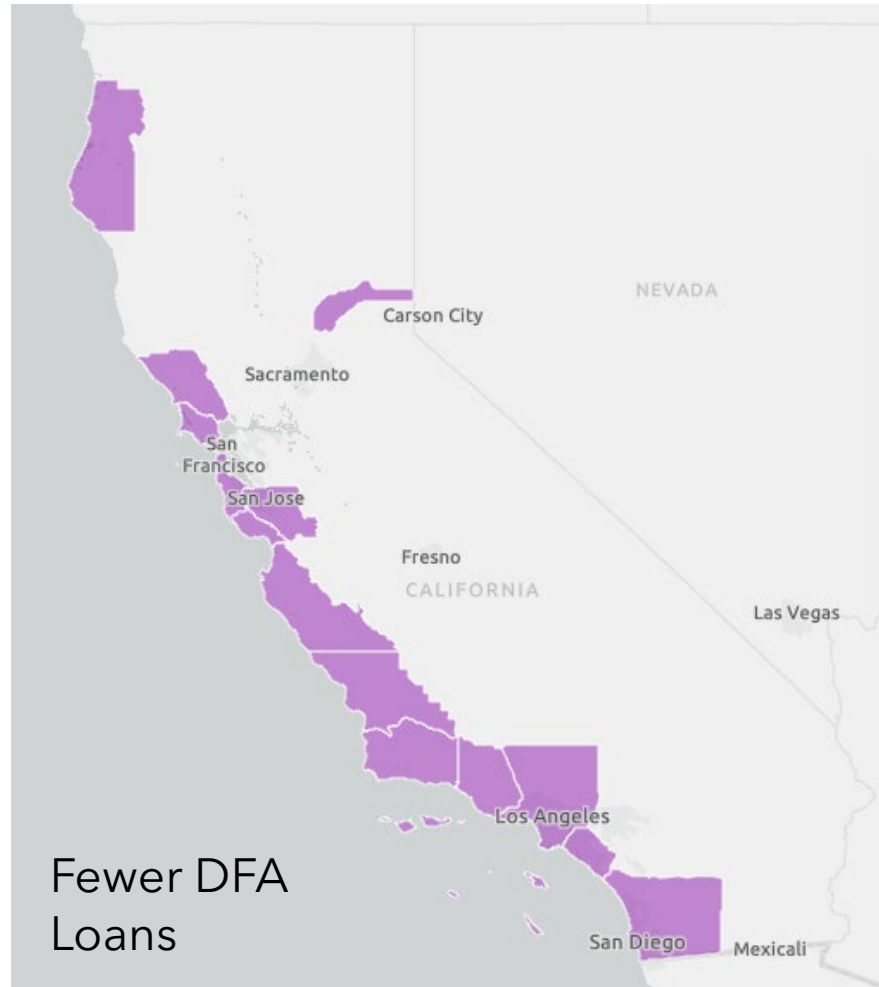 NEVADA
Carson City
Sacramento
San
Francisco
San Jose
Fresno
CALIFORNIA
Las Vegas
Los Angeles
Fewer DFA
Loans
San Diego
Mexicali